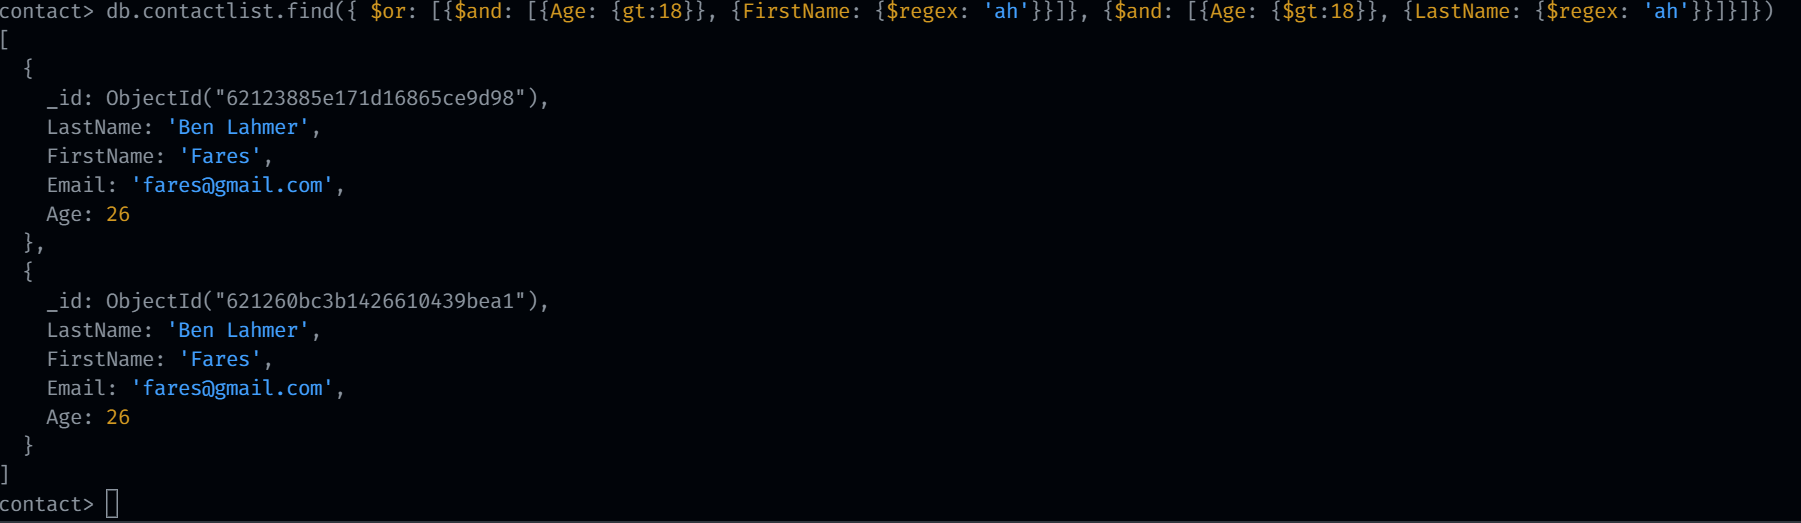 contact> db.contactlist.find({ $or: [{$and: [{Age: {gt:18}}, {FirstName: {$regex: 'ah'}}]}, {$and: [{Age: {$gt:18}}, {LastName: {$regex: 'ah'}}]}]})
[
  {
    _id: ObjectId("62123885e171d16865ce9d98"),
    LastName: 'Ben Lahmer',
    FirstName: 'Fares',
    Email: 'fares@gmail.com',
    Age: 26
  },
  {
    _id: ObjectId("621260bc3b1426610439bea1"),
    LastName: 'Ben Lahmer',
    FirstName: 'Fares',
    Email: 'fares@gmail.com',
    Age: 26
  }
]
contact>